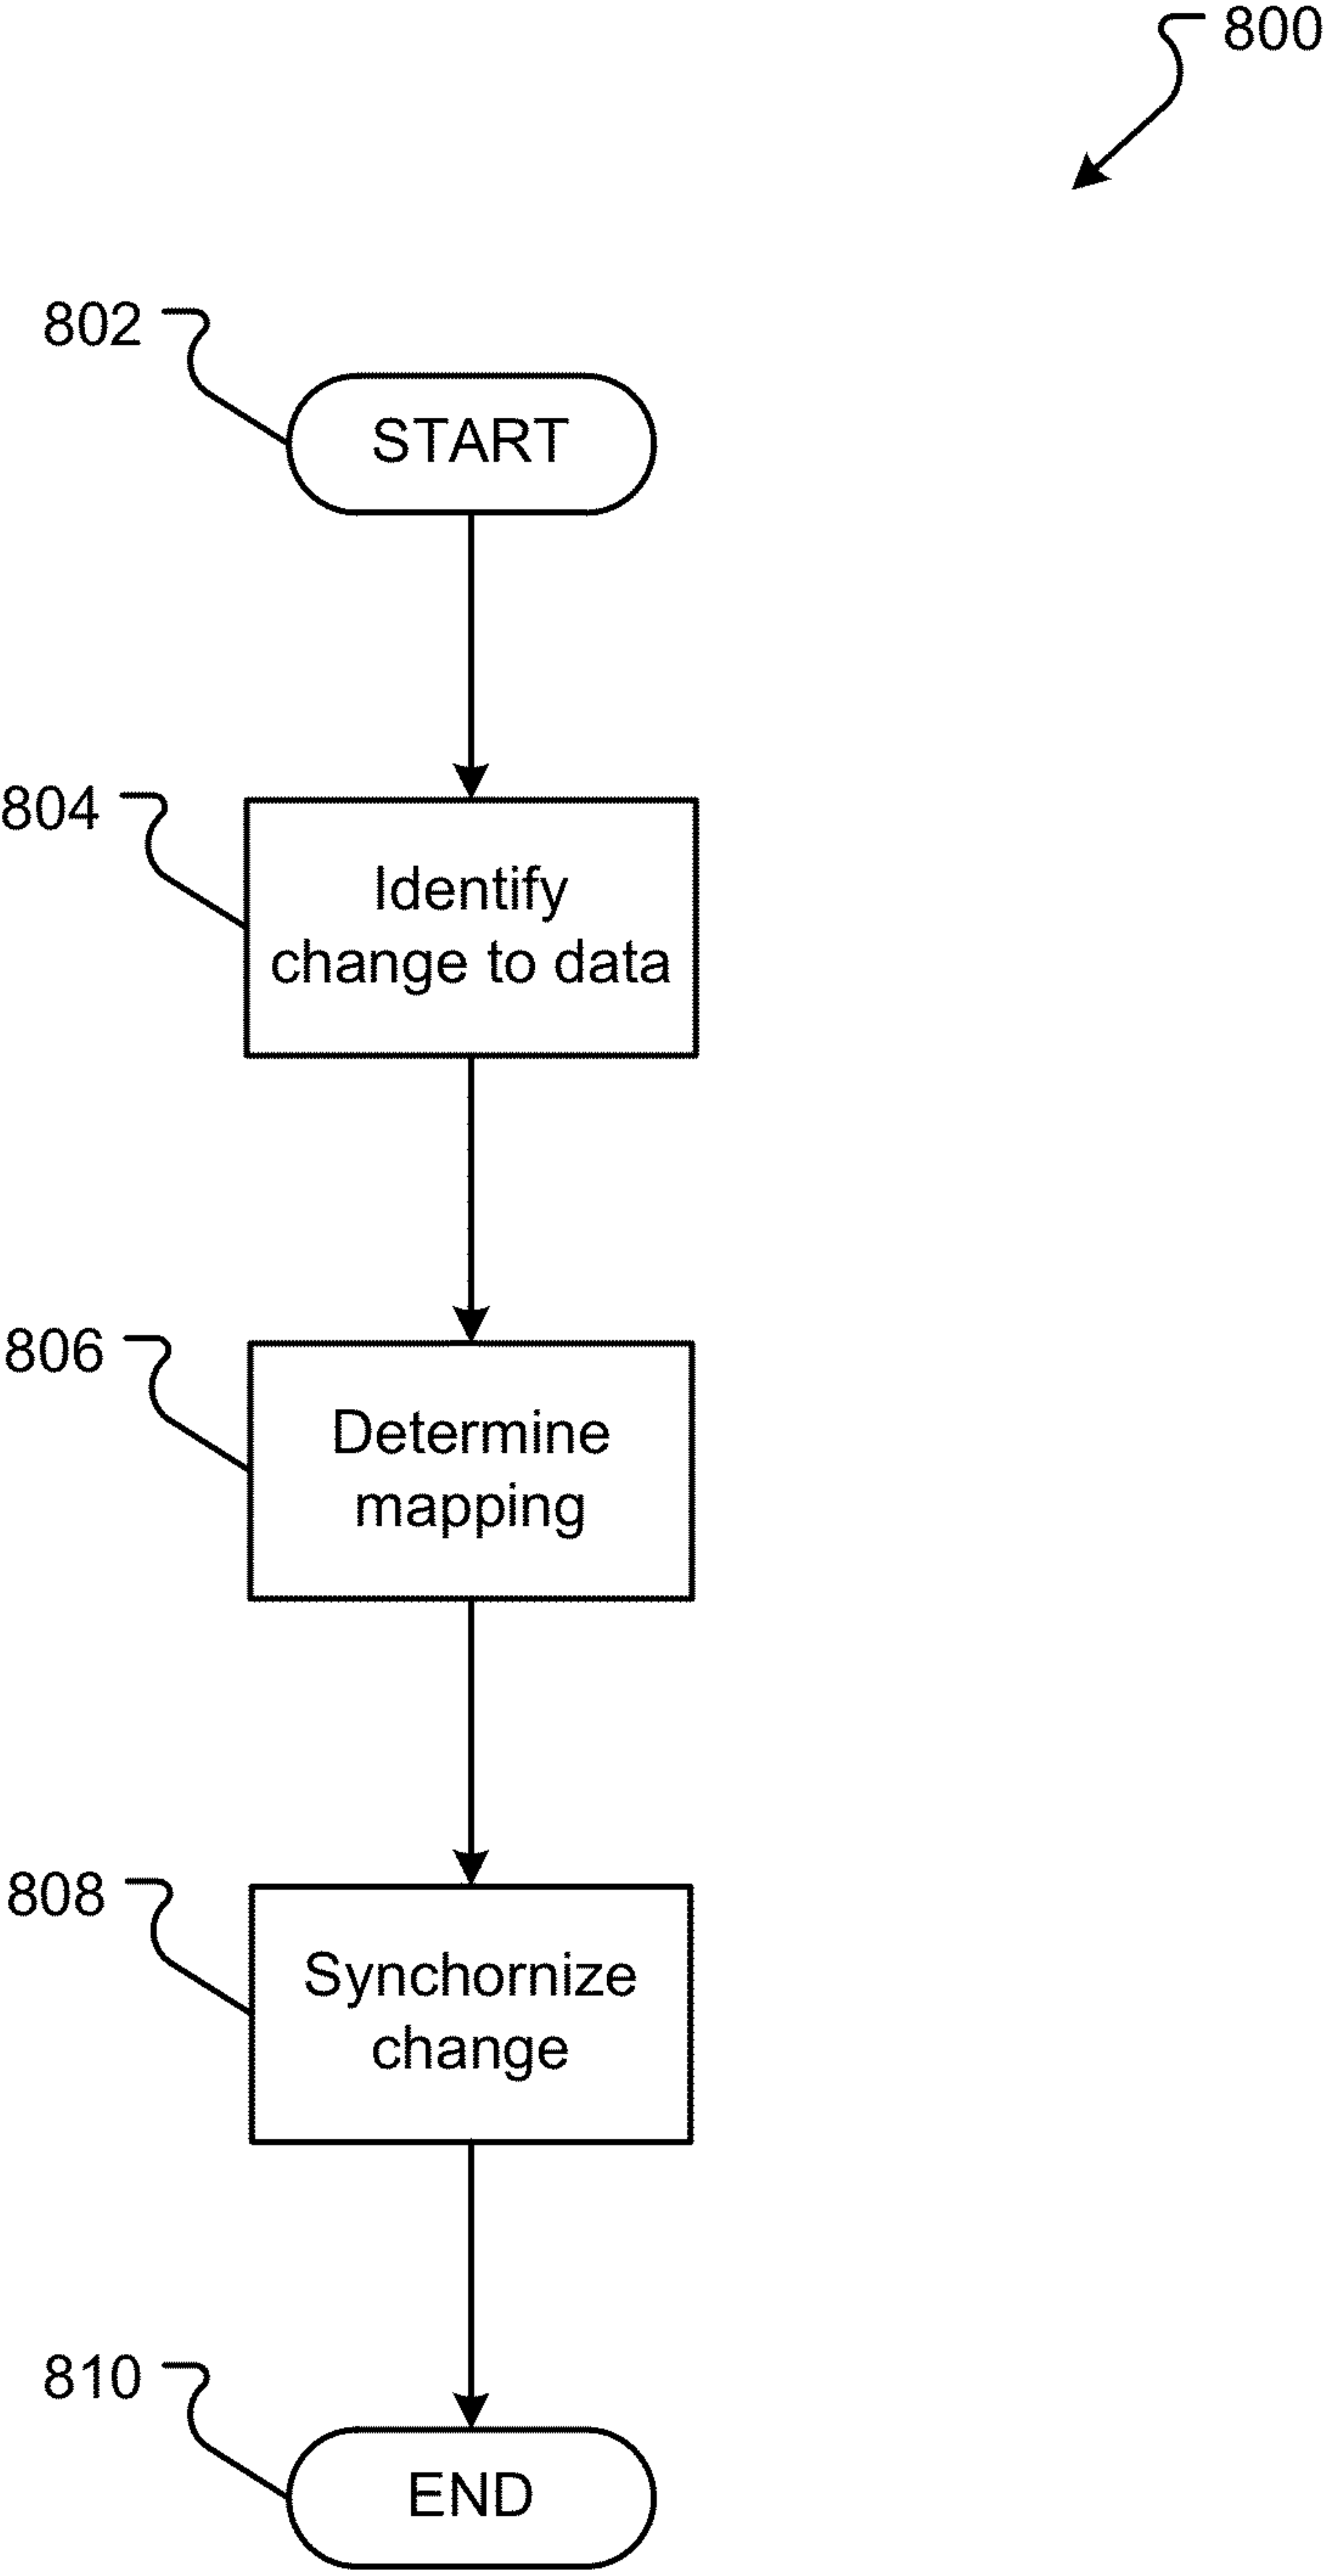 800
802
START
804
Identify
change to data
806
Determine
mapping
808
Synchornize
change
810
END